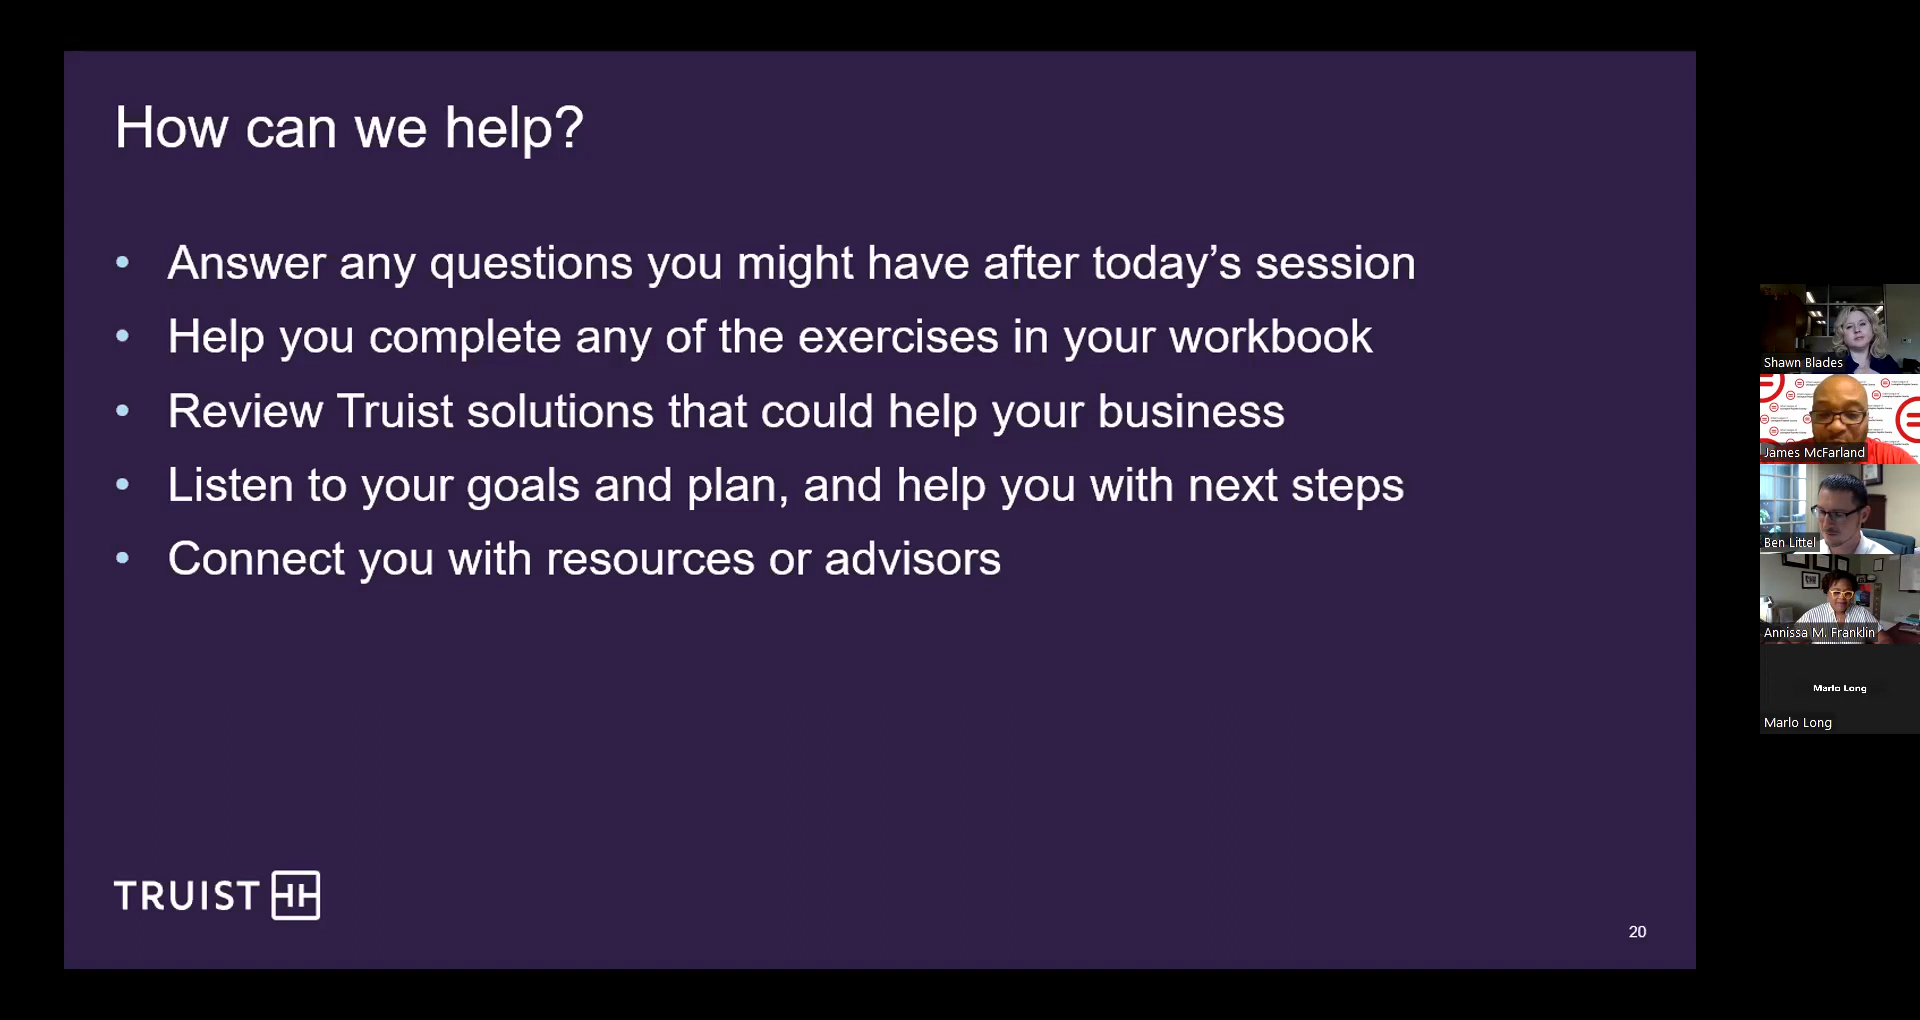 How can we help?
• Answer any questions you might have after today’s session
• Help you complete any of the exercises in your workbook
• Review Truist solutions that could help your business
• Listen to your goals and plan, and help you with next steps
• Connect you with resources or advisors
TRUIST
20
Shawn Blades
James McFarland
Ben Littel
Annissa M. Franklin
Marlo Long
Marlo Long